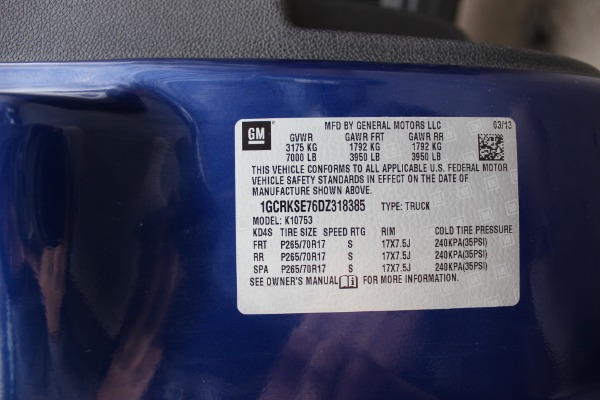 GM MFD BY GENERAL MOTORS LLC 03/13
GVWR GAWR FRT GAWR RR
3175 KG 1792 KG 1792 KG
7000 LB 3950 LB 3950 LB
THIS VEHICLE CONFORMS TO ALL APPLICABLE U.S. FEDERAL MOTOR
VEHICLE SAFETY STANDARDS IN EFFECT ON THE DATE OF
MANUFACTURE SHOWN ABOVE.
1GCRKSE76DZ318385 TYPE: TRUCK
MODEL: K10753
KD4S TIRE SIZE SPEED RTG RIM COLD TIRE PRESSURE
FRT P265/70R17 S 17X7.5J 240KPA(35PSI)
RR P265/70R17 S 17X7.5J 240KPA(35PSI)
SPA P265/70R17 S 17X7.5J 240KPA(35PSI)
SEE OWNER'S MANUAL FOR MORE INFORMATION.